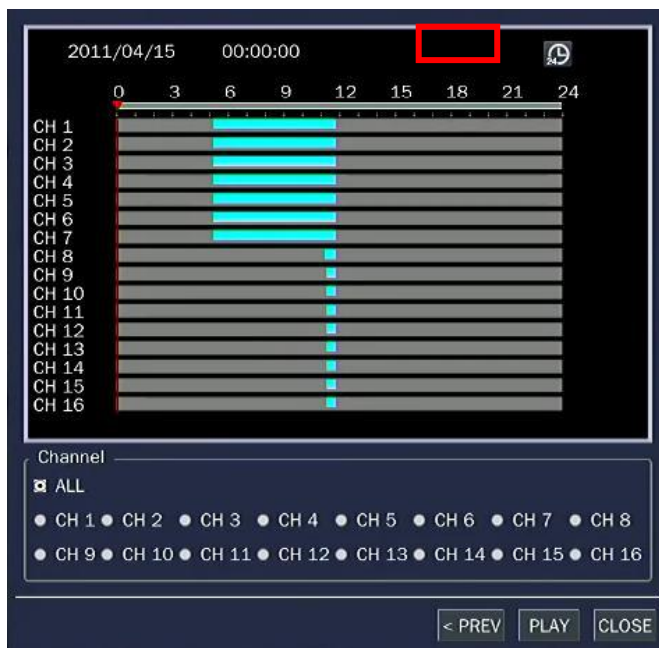 2011/04/15 00:00:00
24
0 3 6 9 12 15 18 21 24
CH 1
CH 2
CH 3
CH 4
CH 5
CH 6
CH 7
CH 8
CH 9
CH 10
CH 11
CH 12
CH 13
CH 14
CH 15
CH 16
Channel
ALL
CH 1 CH 2 CH 3 CH 4 CH 5 CH 6 CH 7 CH 8
CH 9 CH 10 CH 11 CH 12 CH 13 CH 14 CH 15 CH 16
< PREV PLAY CLOSE